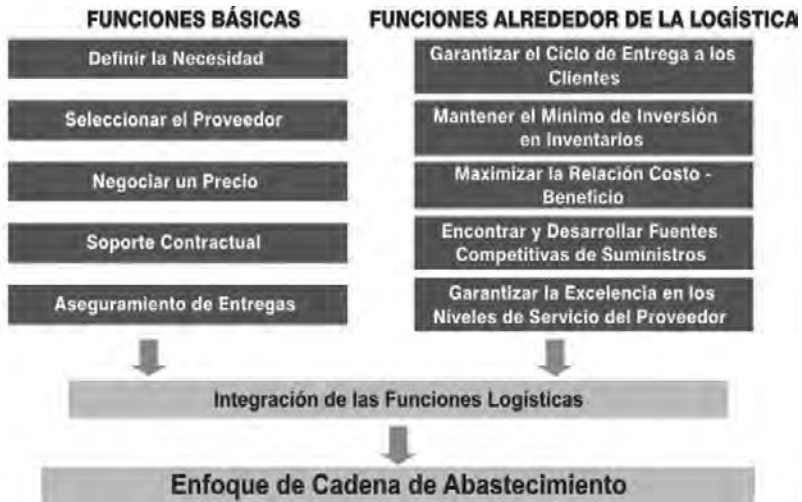 FUNCIONES BÁSICAS
Definir la Necesidad
Seleccionar el Proveedor
Negociar un Precio
Soporte Contractual
Aseguramiento de Entregas
FUNCIONES ALREDEDOR DE LA LOGÍSTICA
Garantizar el Ciclo de Entrega a los
Clientes
Mantener el Mínimo de Inversión
en Inventarios
Maximizar la Relación Costo -
Beneficio
Encontrar y Desarrollar Fuentes
Competitivas de Suministros
Garantizar la Excelencia en los
Niveles de Servicio del Proveedor
Integración de las Funciones Logísticas
Enfoque de Cadena de Abastecimiento